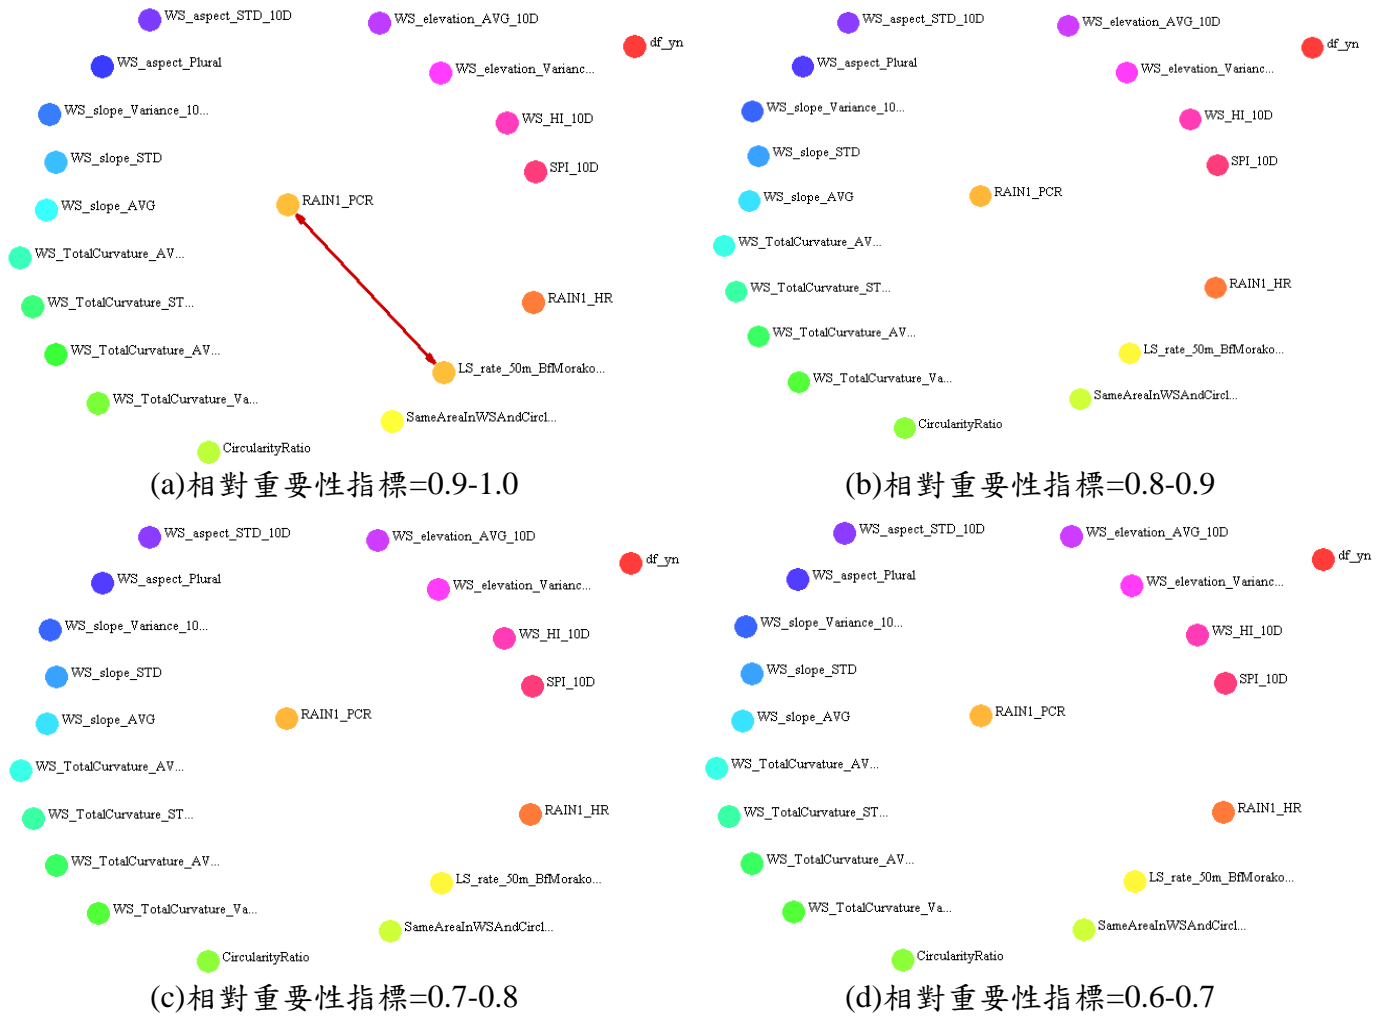 WS_aspect_STD_10D
WS_elevation_AVG_10D
df_yn
WS_aspect_Plural
WS_elevation_Varianc...
WS_slope_Variance_10...
WS_HI_10D
WS_slope_STD
SPI_10D
WS_slope_AVG
RAIN1_PCR
WS_TotalCurvature_AV...
WS_TotalCurvature_ST...
RAIN1_HR
WS_TotalCurvature_AV...
LS_rate_50m_BfMorako...
WS_TotalCurvature_Va...
SameAreaInWSAndCircl...
CircularityRatio
(a)相對重要性指標=0.9-1.0
WS_aspect_STD_10D
WS_elevation_AVG_10D
df_yn
WS_aspect_Plural
WS_elevation_Varianc...
WS_slope_Variance_10...
WS_HI_10D
WS_slope_STD
SPI_10D
WS_slope_AVG
RAIN1_PCR
WS_TotalCurvature_AV...
WS_TotalCurvature_ST...
RAIN1_HR
WS_TotalCurvature_AV...
LS_rate_50m_BfMorako...
WS_TotalCurvature_Va...
SameAreaInWSAndCircl...
CircularityRatio
(b)相對重要性指標=0.8-0.9
WS_aspect_STD_10D
WS_elevation_AVG_10D
df_yn
WS_aspect_Plural
WS_elevation_Varianc...
WS_slope_Variance_10...
WS_HI_10D
WS_slope_STD
SPI_10D
WS_slope_AVG
RAIN1_PCR
WS_TotalCurvature_AV...
WS_TotalCurvature_ST...
RAIN1_HR
WS_TotalCurvature_AV...
LS_rate_50m_BfMorako...
WS_TotalCurvature_Va...
SameAreaInWSAndCircl...
CircularityRatio
(c)相對重要性指標=0.7-0.8
WS_aspect_STD_10D
WS_elevation_AVG_10D
df_yn
WS_aspect_Plural
WS_elevation_Varianc...
WS_slope_Variance_10...
WS_HI_10D
WS_slope_STD
SPI_10D
WS_slope_AVG
RAIN1_PCR
WS_TotalCurvature_AV...
WS_TotalCurvature_ST...
RAIN1_HR
WS_TotalCurvature_AV...
LS_rate_50m_BfMorako...
WS_TotalCurvature_Va...
SameAreaInWSAndCircl...
CircularityRatio
(d)相對重要性指標=0.6-0.7